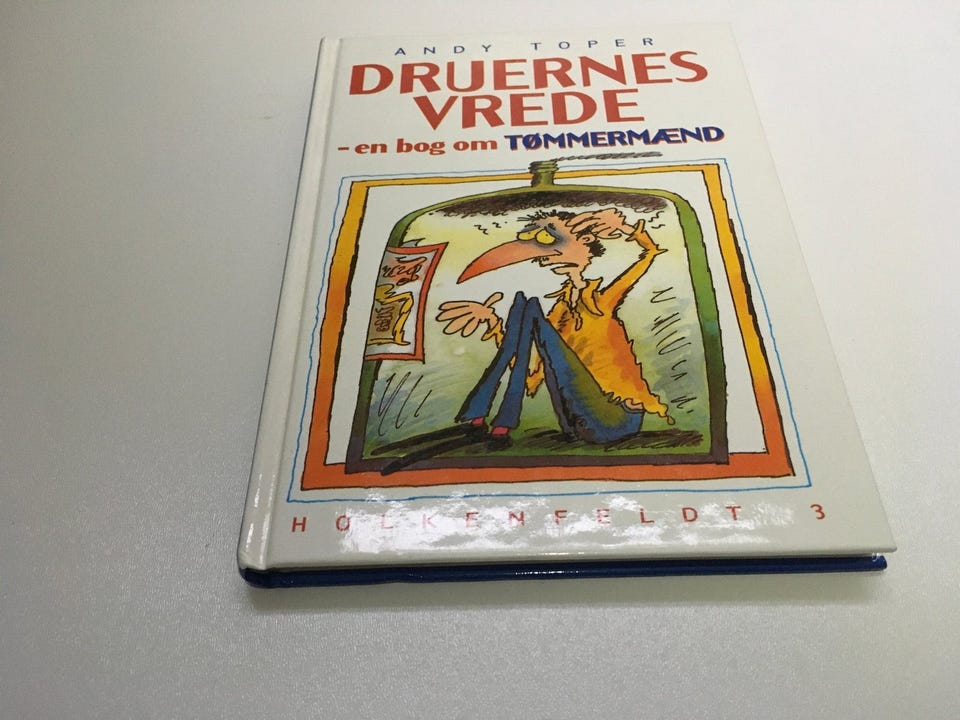 ANDY TOPER
DRUERNES
VREDE
- en bog om TØMMERMÆND
HOLKENFELDT 3